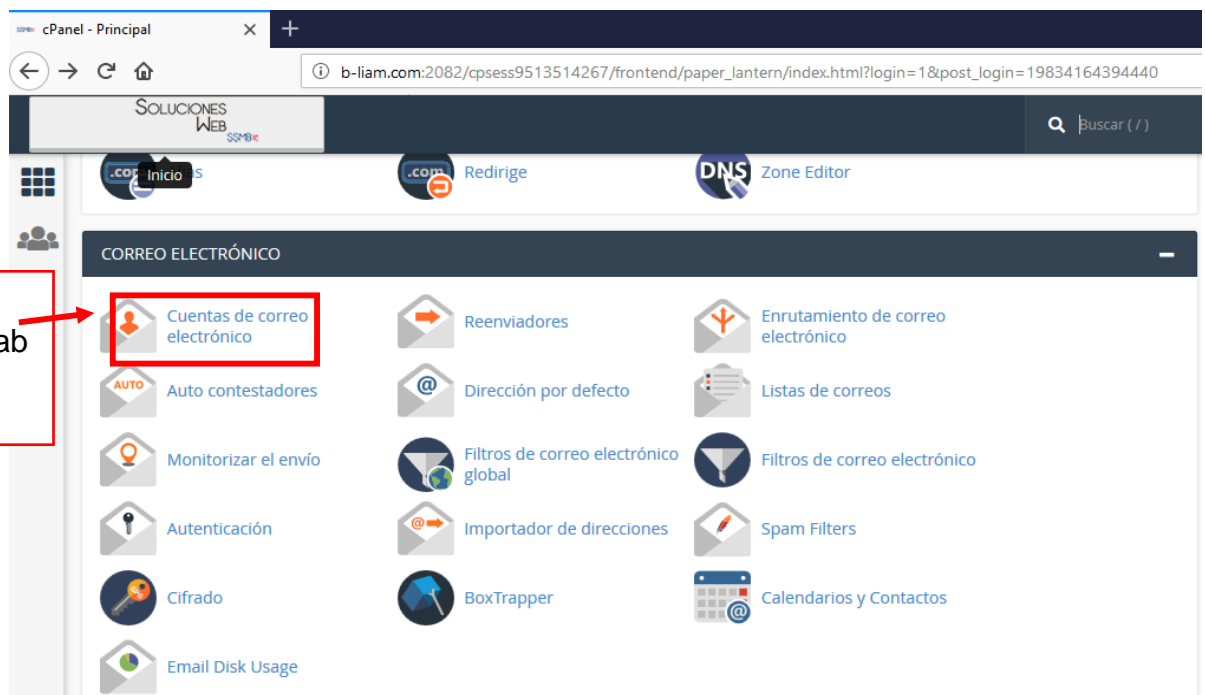 cPanel - Principal
b-liam.com:2082/cpsess9513514267/frontend/paper_lantern/index.html?login=1&post_login=19834164394440
SOLUCIONES
WEB
Buscar ( / )
Inicio
Redirige
DNS
Zone Editor
CORREO ELECTRÓNICO
Cuentas de correo
electrónico
Reenviadores
Enrutamiento de correo
electrónico
AUTO
Auto contestadores
@
Dirección por defecto
Listas de correos
Monitorizar el envío
Filtros de correo electrónico
global
Filtros de correo electrónico
Autenticación
@
Importador de direcciones
Spam Filters
Cifrado
BoxTrapper
@
Calendarios y Contactos
Email Disk Usage